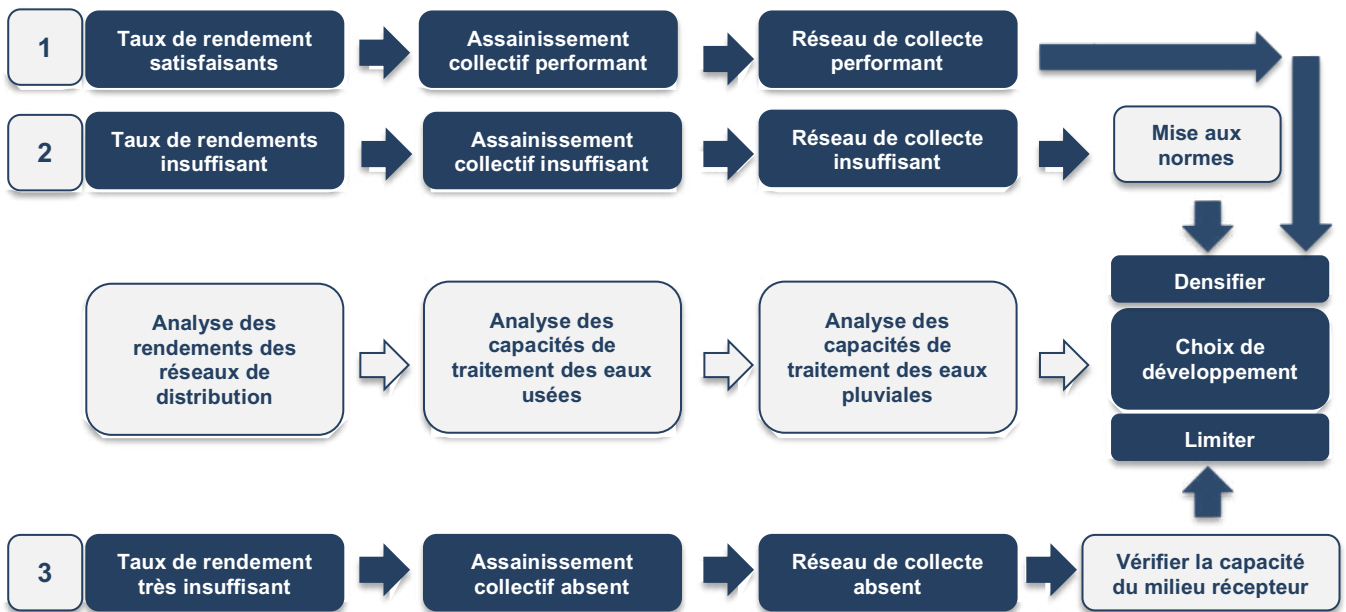 1
Taux de rendement
satisfaisants
Assainissement
collectif performant
Réseau de collecte
performant
2
Taux de rendements
insuffisant
Assainissement
collectif insuffisant
Réseau de collecte
insuffisant
Mise aux
normes
Analyse des
rendements des
réseaux de
distribution
Analyse des
capacités de
traitement des eaux
usées
Analyse des
capacités de
traitement des eaux
pluviales
Densifier
Choix de
développement
Limiter
3
Taux de rendement
très insuffisant
Assainissement
collectif absent
Réseau de collecte
absent
Vérifier la capacité
du milieu récepteur